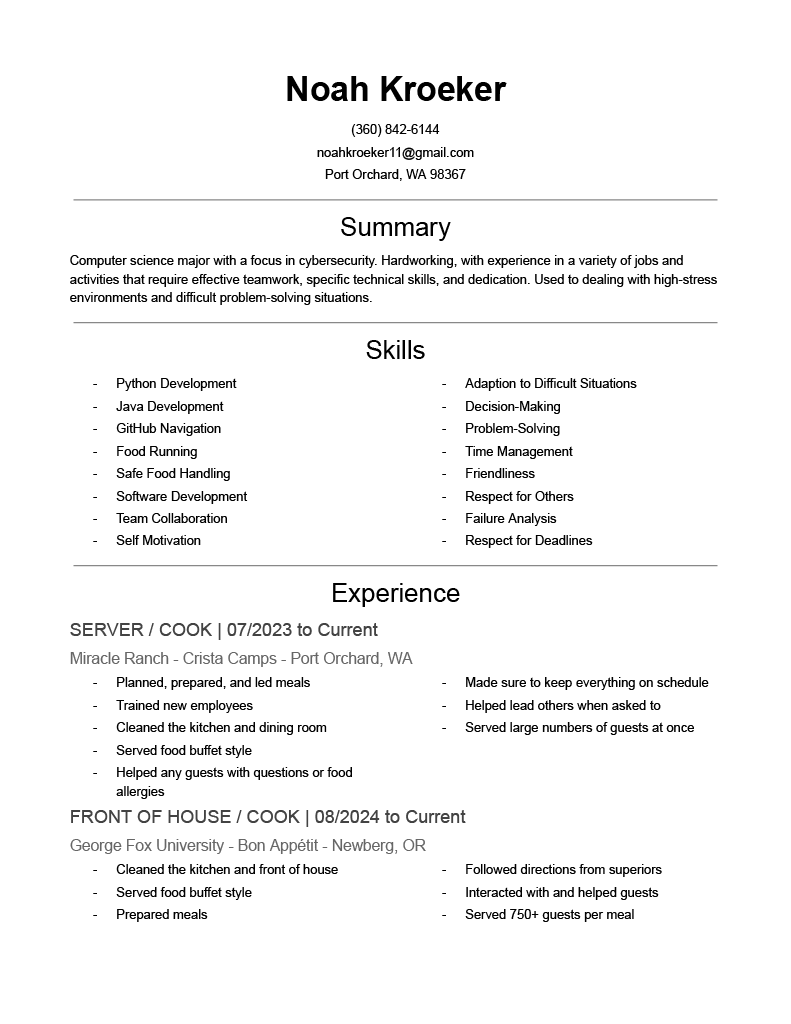 Noah Kroeker
(360) 842-6144
noahkroeker11@gmail.com
Port Orchard, WA 98367
Summary
Computer science major with a focus in cybersecurity. Hardworking, with experience in a variety of jobs and
activities that require effective teamwork, specific technical skills, and dedication. Used to dealing with high-stress
environments and difficult problem-solving situations.
Skills
- Python Development
- Java Development
- GitHub Navigation
- Food Running
- Safe Food Handling
- Software Development
- Team Collaboration
- Self Motivation
- Adaption to Difficult Situations
- Decision-Making
- Problem-Solving
- Time Management
- Friendliness
- Respect for Others
- Failure Analysis
- Respect for Deadlines
Experience
SERVER / COOK | 07/2023 to Current
Miracle Ranch - Crista Camps - Port Orchard, WA
- Planned, prepared, and led meals
- Trained new employees
- Cleaned the kitchen and dining room
- Served food buffet style
- Helped any guests with questions or food
allergies
- Made sure to keep everything on schedule
- Helped lead others when asked to
- Served large numbers of guests at once
FRONT OF HOUSE / COOK | 08/2024 to Current
George Fox University - Bon Appétit - Newberg, OR
- Cleaned the kitchen and front of house
- Served food buffet style
- Prepared meals
- Followed directions from superiors
- Interacted with and helped guests
- Served 750+ guests per meal